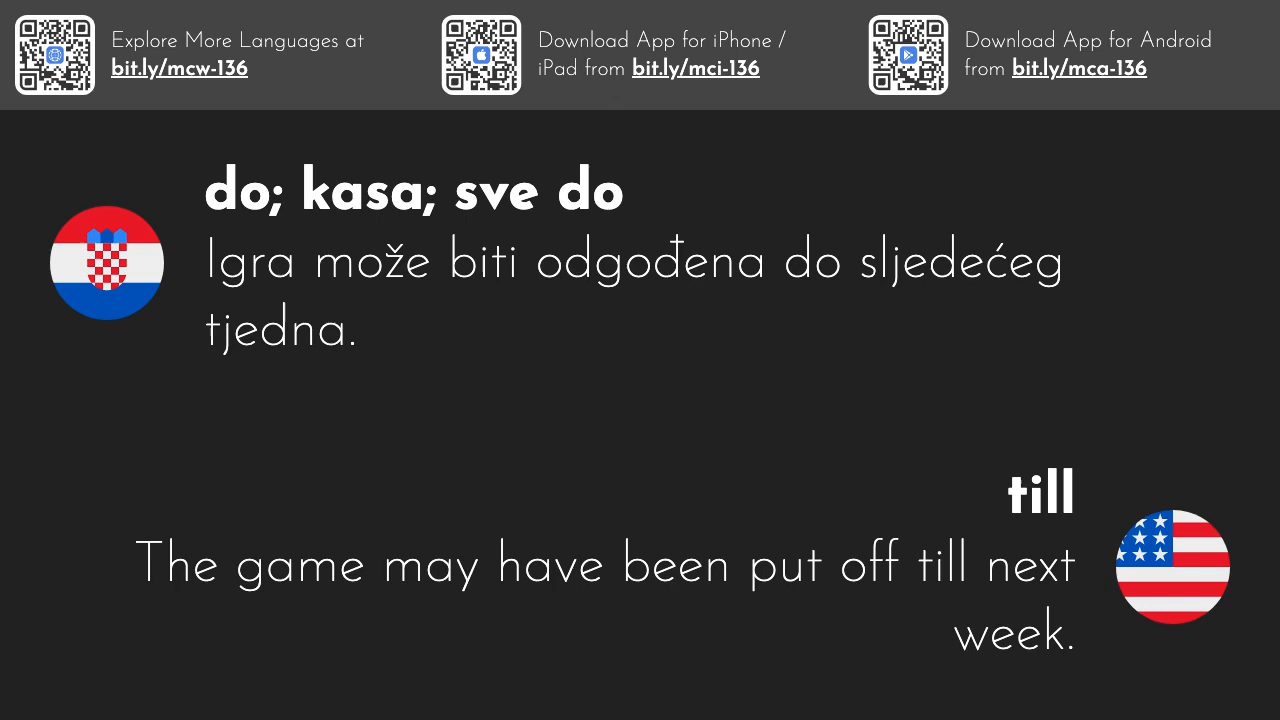 Explore More Languages at
bit.ly/mcw-136
Download App for iPhone /
iPad from bit.ly/mci-136
Download App for Android
from bit.ly/mca-136
do; kasa; sve do
Igra može biti odgođena do sljedećeg
tjedna.
till
The game may have been put off till next
week.